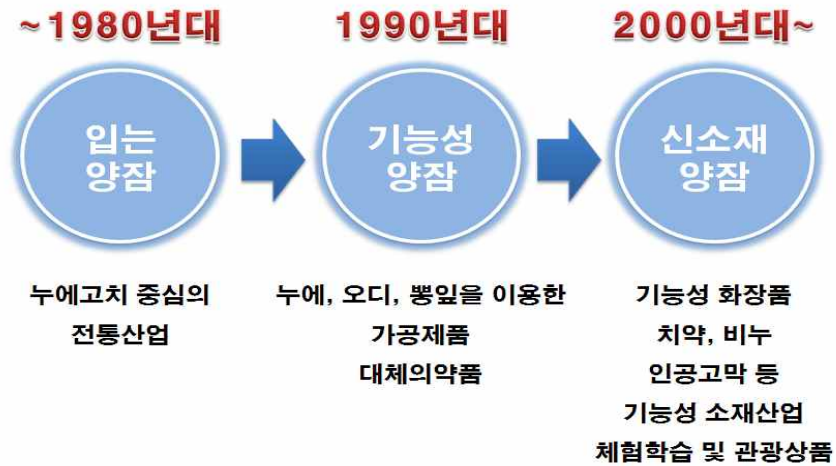 ~1980년대
1990년대
2000년대~
입는
양잠
기능성
양잠
신소재
양잠
누에고치 중심의
전통산업
누에, 오디, 뽕잎을 이용한
가공제품
대체의약품
기능성 화장품
치약, 비누
인공고막 등
기능성 소재산업
체험학습 및 관광상품